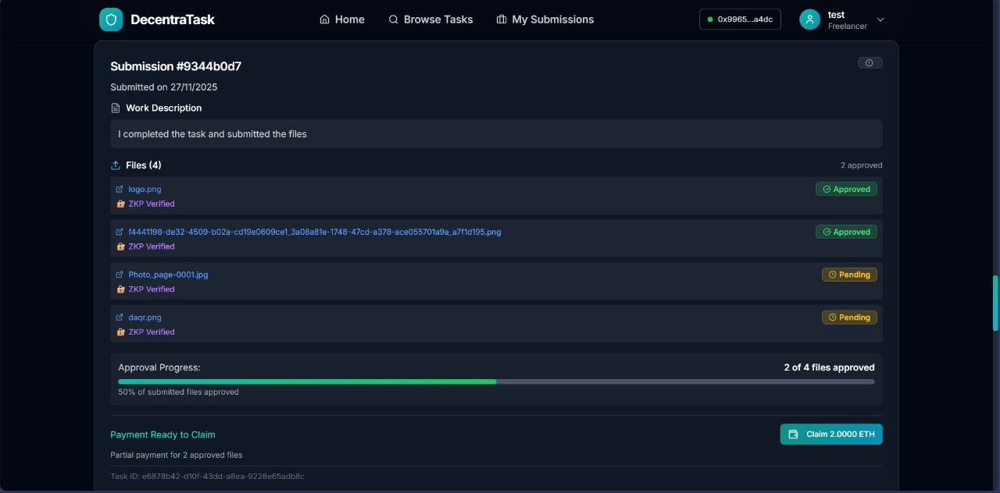 DecentraTask
Home
Browse Tasks
My Submissions
0x9965...a4dc
test
Freelancer
Submission #9344b0d7
Submitted on 27/11/2025
Work Description
I completed the task and submitted the files
Files (4)
2 approved
logo.png
Approved
ZKP Verified
f4441198-de32-4509-b02a-cd19e0609ce1_3a08a81e-1748-47cd-a378-ace055701a9a_a7f1d195.png
Approved
ZKP Verified
Photo_page-0001.jpg
Pending
ZKP Verified
daqr.png
Pending
ZKP Verified
Approval Progress:
2 of 4 files approved
50% of submitted files approved
Payment Ready to Claim
Claim 2.0000 ETH
Partial payment for 2 approved files
Task ID: e6878b42-d10f-43dd-a8ea-9228e65adb8c